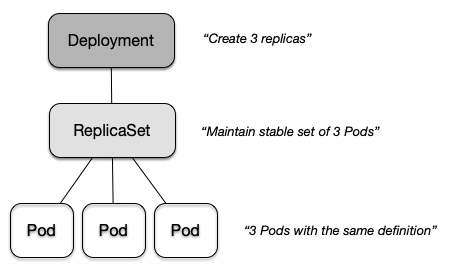 Deployment
“Create 3 replicas”
ReplicaSet
“Maintain stable set of 3 Pods”
Pod Pod Pod
“3 Pods with the same definition”